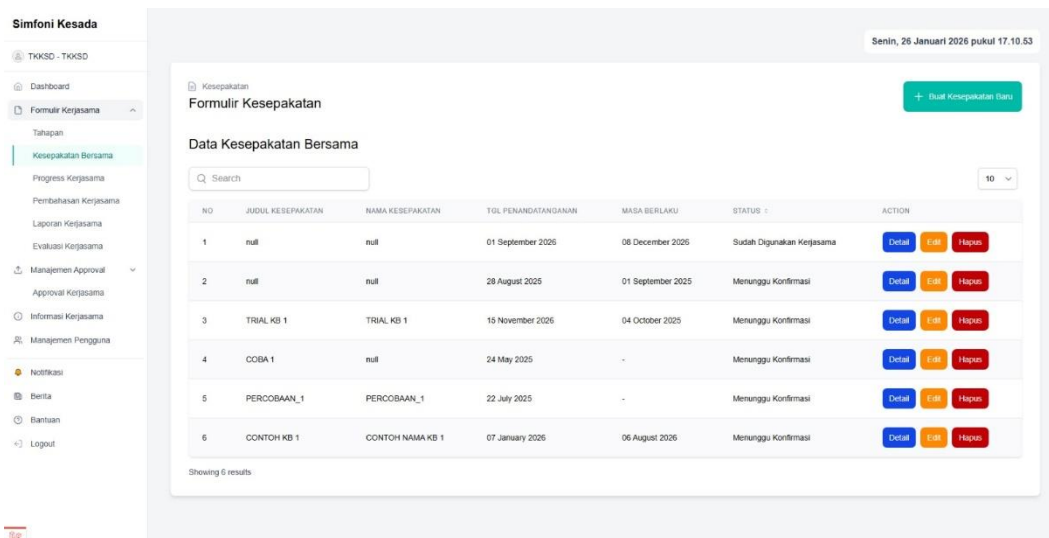 Simfoni Kesada
TKKSD - TKKSD
Dashboard
Formulir Kerjasama
Tahapan
Kesepakatan Bersama
Progress Kerjasama
Pembahasan Kerjasama
Laporan Kerjasama
Evaluasi Kerjasama
Manajemen Approval
Approval Kerjasama
Informasi Kerjasama
Manajemen Pengguna
Notifikasi
Berita
Bantuan
Logout
Senin, 26 Januari 2026 pukul 17.10.53
Kesepakatan
Formulir Kesepakatan
+ Buat Kesepakatan Baru
Data Kesepakatan Bersama
Search
10
NO JUDUL KESEPAKATAN NAMA KESEPAKATAN TGL PENANDATANGANAN MASA BERLAKU STATUS ACTION
1 null null 01 September 2026 08 December 2026 Sudah Digunakan Kerjasama Detail Edit Hapus
2 null null 28 August 2025 01 September 2025 Menunggu Konfirmasi Detail Edit Hapus
3 TRIAL KB 1 TRIAL KB 1 15 November 2026 04 October 2025 Menunggu Konfirmasi Detail Edit Hapus
4 COBA 1 null 24 May 2025 - Menunggu Konfirmasi Detail Edit Hapus
5 PERCOBAAN_1 PERCOBAAN_1 22 July 2025 - Menunggu Konfirmasi Detail Edit Hapus
6 CONTOH KB 1 CONTOH NAMA KB 1 07 January 2026 06 August 2026 Menunggu Konfirmasi Detail Edit Hapus
Showing 6 results